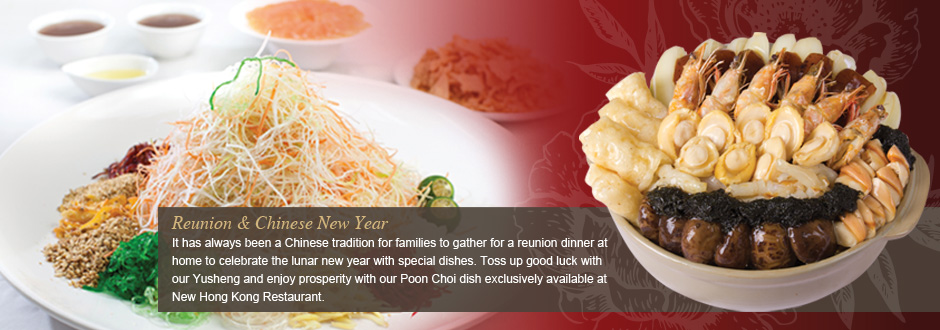 Reunion & Chinese New Year
It has always been a Chinese tradition for families to gather for a reunion dinner at
home to celebrate the lunar new year with special dishes. Toss up good luck with
our Yusheng and enjoy prosperity with our Poon Choi dish exclusively available at
New Hong Kong Restaurant.